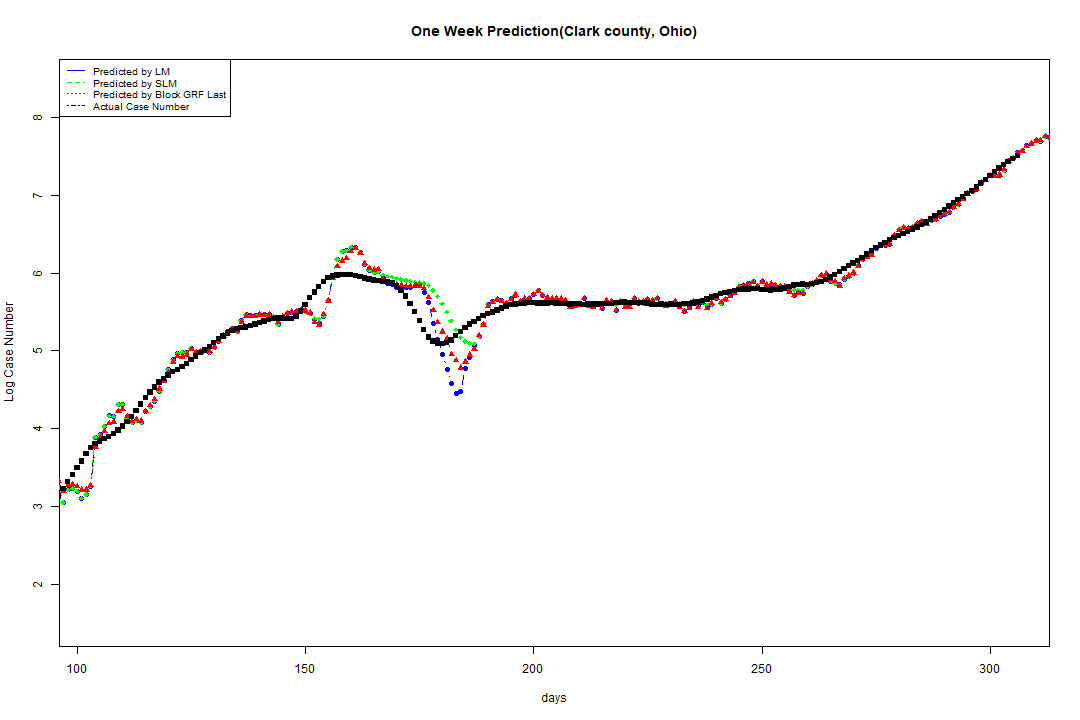 One Week Prediction(Clark county, Ohio)
Predicted by LM
Predicted by SLM
Predicted by Block GRF Last
Actual Case Number
8
7
6
5
4
3
2
Log Case Number
100 150 200 250 300
days